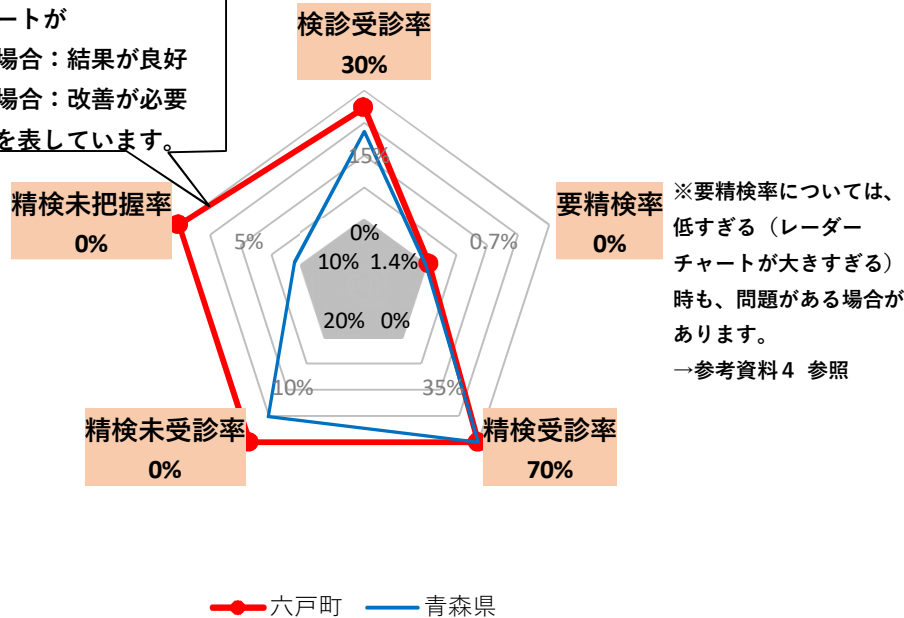 ートが
場合：結果が良好
場合：改善が必要
を表しています。
検診受診率
30%
15%
0%
精検未把握率
0%
5%
10%
要精検率
0%
0.7%
1.4%
※要精検率については、
低すぎる（レーダー
チャートが大きすぎる）
時も、問題がある場合が
あります。
→参考資料４ 参照
20%
0%
10%
35%
精検未受診率
0%
精検受診率
70%
六戸町
青森県